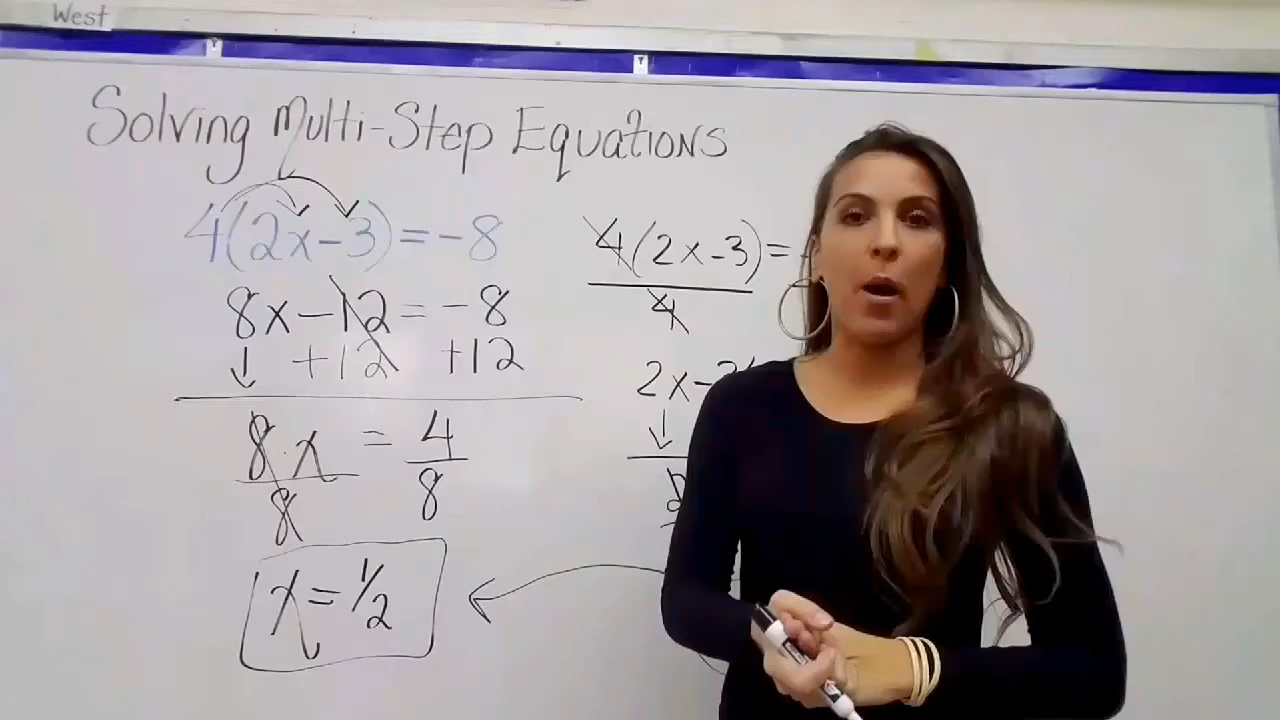 West
Solving Multi-Step Equations
4(2x-3)=-8
8x-12=-8
↓ +12 +12
8·x = 4
8 8
x=1/2
4(2x-3)=
4
2x-
↓